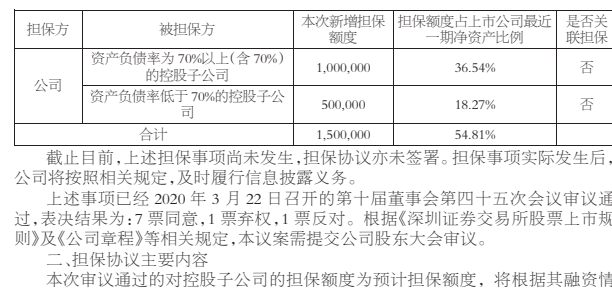 担保方 被担保方 本次新增担保额度 担保额度占上市公司最近一期净资产比例 是否关联担保
公司 资产负债率为70%以上(含70%)的控股子公司 1,000,000 36.54% 否
资产负债率低于70%的控股子公司 500,000 18.27% 否
合计 1,500,000 54.81%
截止目前,上述担保事项尚未发生,担保协议亦未签署。担保事项实际发生后,
公司将按照相关规定,及时履行信息披露义务。
上述事项已经 2020 年 3 月 22 日召开的第十届董事会第四十五次会议审议通
过,表决结果为:7票同意,1票弃权,1票反对。根据《深圳证券交易所股票上市规
则》及《公司章程》等相关规定,本议案需提交公司股东大会审议。
二、担保协议主要内容
本次审议通过的对控股子公司的担保额度为预计担保额度，将根据其融资情